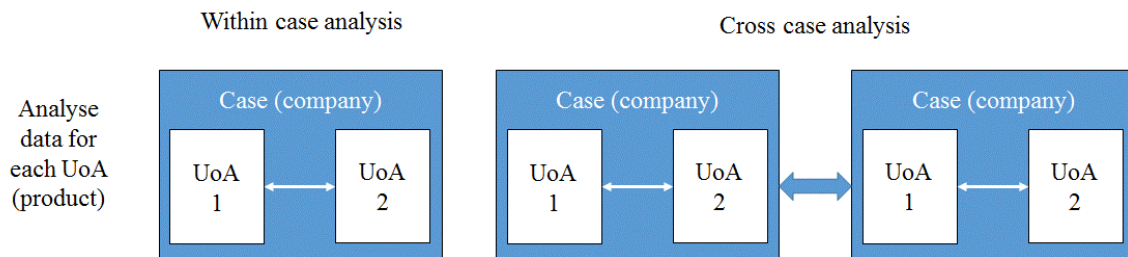 Within case analysis
Cross case analysis
Analyse
data for
each UoA
(product)
Case (company)
UoA
1
UoA
2
Case (company)
UoA
1
UoA
2
Case (company)
UoA
1
UoA
2